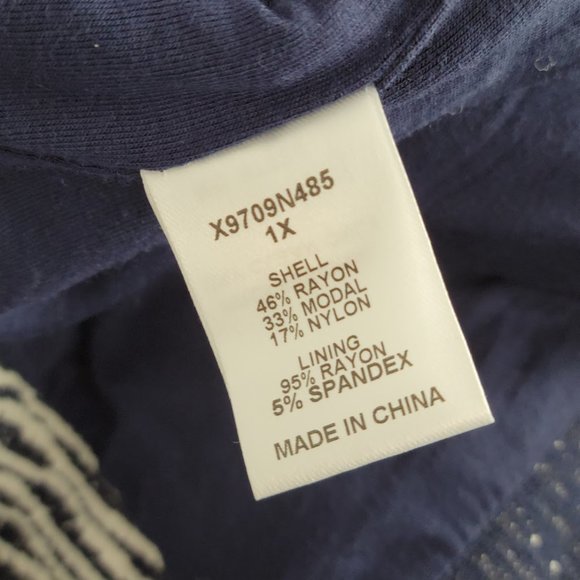 X9709N485
1X
SHELL
46% RAYON
33% MODAL
17% NYLON
LINING
95% RAYON
5% SPANDEX
MADE IN CHINA